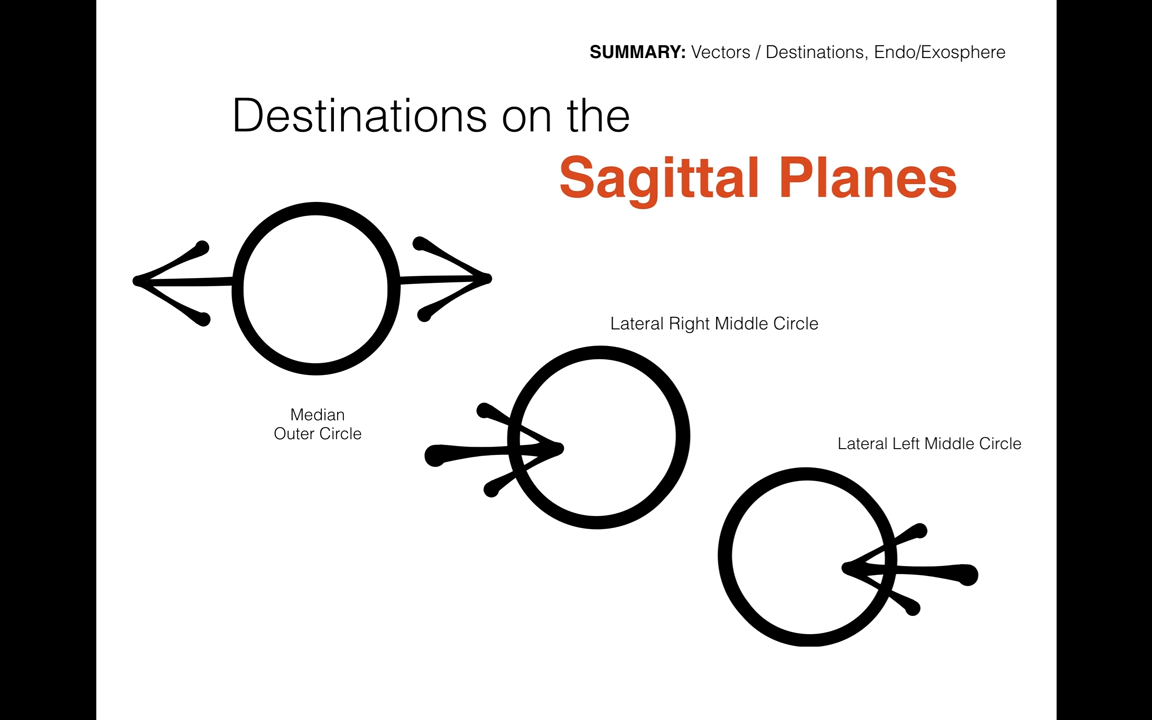 SUMMARY: Vectors / Destinations, Endo/Exosphere
Destinations on the
Sagittal Planes
Lateral Right Middle Circle
Median
Outer Circle
Lateral Left Middle Circle